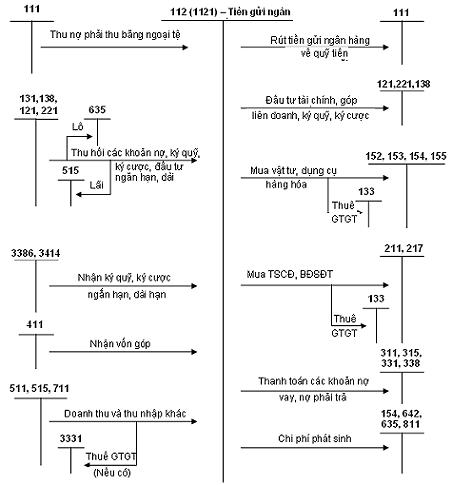 111
112 (1121) – Tiền gửi ngân
111
Thu nợ phải thu bằng ngoại tệ
Rút tiền gửi ngân hàng
về quỹ tiền
131,138,
121, 221
635
Lỗ
Thu hồi các khoản nợ, ký quỹ,
ký cược, đầu tư
ngắn hạn, dài
515
Lãi
121,221,138
Đầu tư tài chính, góp
liên doanh, ký quỹ, ký cược
152, 153, 154, 155
Mua vật tư, dụng cụ
hàng hóa
133
Thuế
GTGT
3386, 3414
Nhận ký quỹ, ký cược
ngắn hạn, dài hạn
211, 217
Mua TSCĐ, BĐSĐT
133
Thuế
GTGT
411
Nhận vốn góp
311, 315,
331, 338
Thanh toán các khoản nợ
vay, nợ phải trả
511, 515, 711
Doanh thu và thu nhập khác
3331
Thuế GTGT
(Nếu có)
154, 642,
635, 811
Chi phí phát sinh